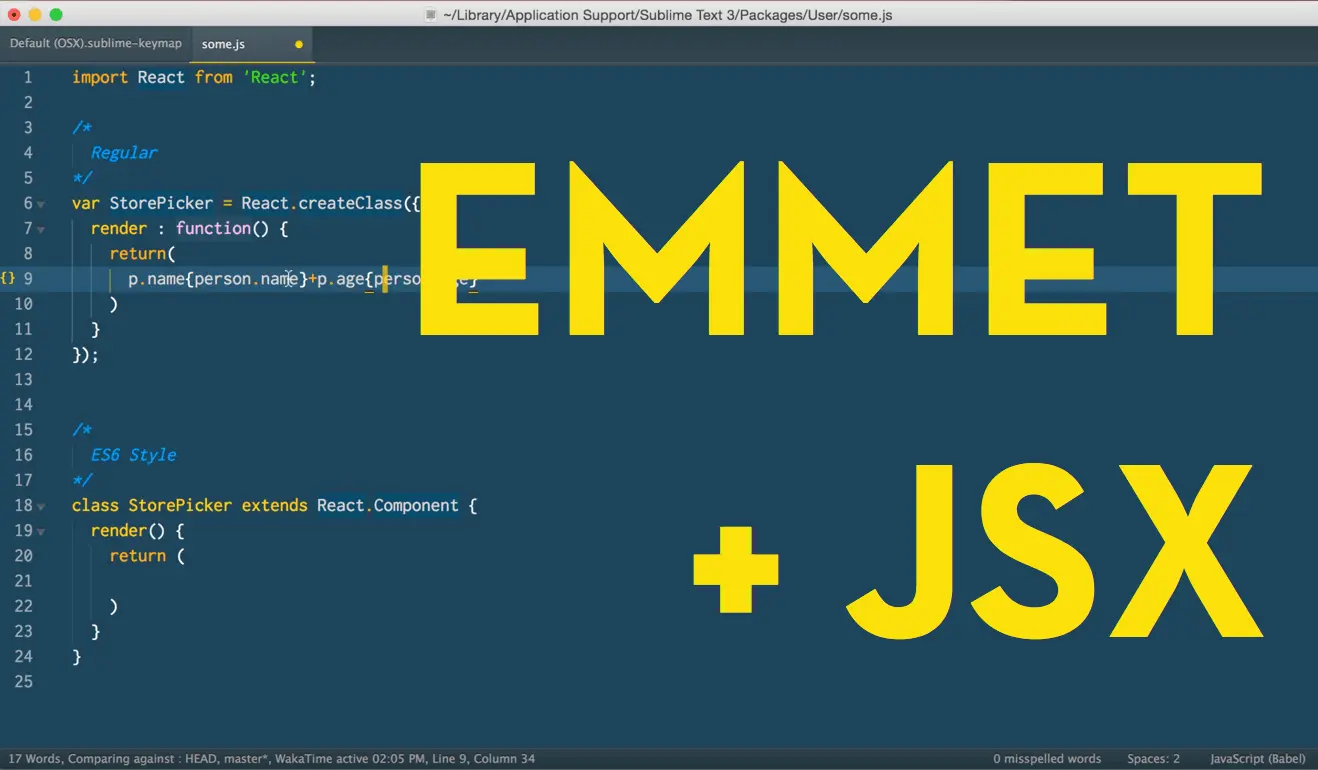 ~/Library/Application Support/Sublime Text 3/Packages/User/some.js
Default (OSX).sublime-keymap
some.js
1 import React from 'React';
2
3 /*
4 Regular
5 */
6 var StorePicker = React.createClass({
7 render : function() {
8 return(
{} 9 p.name{person.name}+p.age{
10 )
11 }
12 });
13
14
15 /*
16 ES6 Style
17 */
18 class StorePicker extends React.Component {
19 render() {
20 return (
21
22 )
23 }
24 }
25
EMMET
+ JSX
17 Words, Comparing against : HEAD, master*, WakaTime active 02:05 PM, Line 9, Column 34
0 misspelled words
Spaces: 2
JavaScript (Babel)